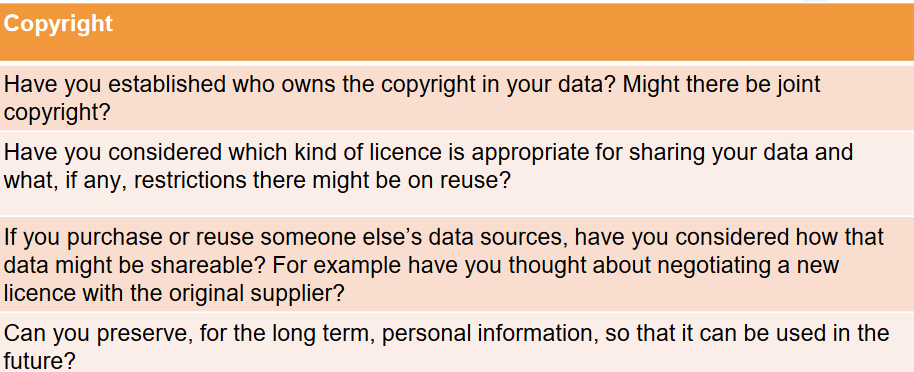 Copyright
Have you established who owns the copyright in your data? Might there be joint
copyright?
Have you considered which kind of licence is appropriate for sharing your data and
what, if any, restrictions there might be on reuse?
If you purchase or reuse someone else’s data sources, have you considered how that
data might be shareable? For example have you thought about negotiating a new
licence with the original supplier?
Can you preserve, for the long term, personal information, so that it can be used in the
future?